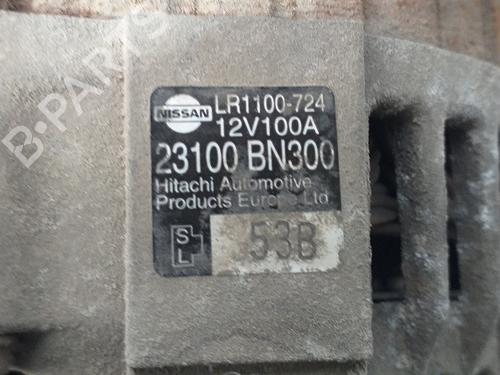 B-PARTS
LR1100-724
NISSAN
12V100A
23100 BN300
Hitachi Automotive
Products Europe Ltd
S
L
53B